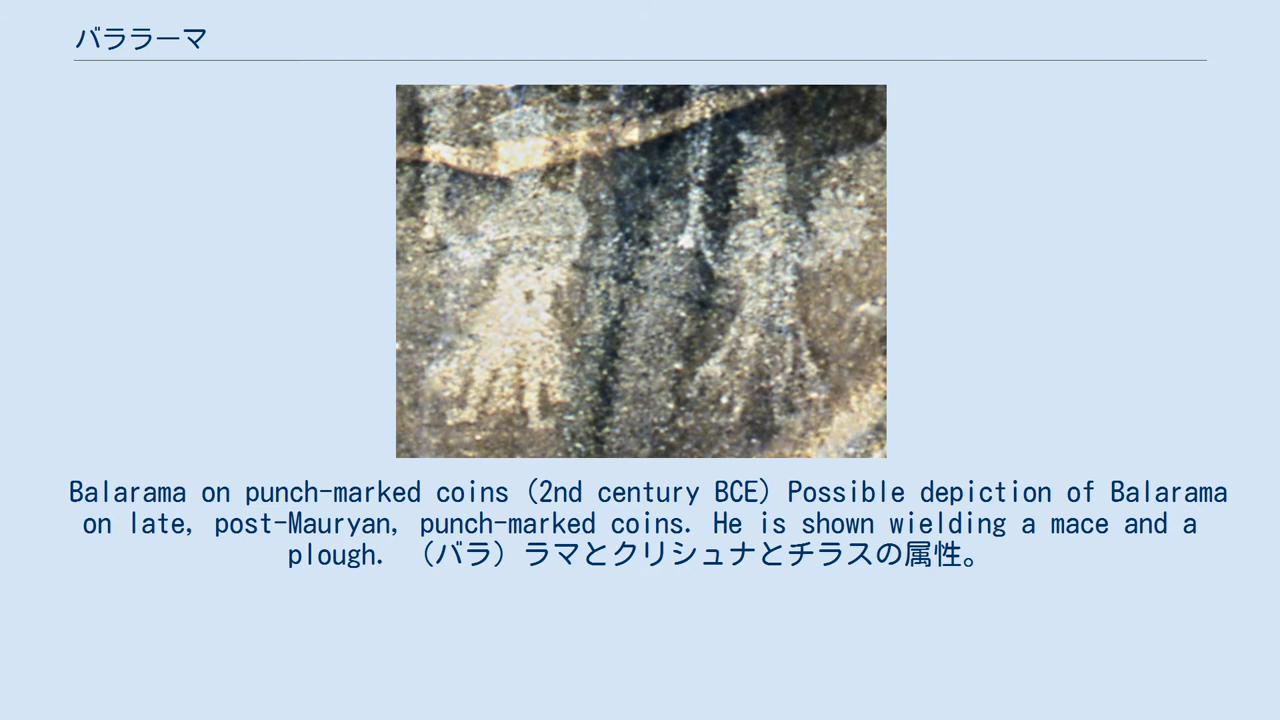 バララーマ
Balarama on punch-marked coins (2nd century BCE) Possible depiction of Balarama
on late, post-Mauryan, punch-marked coins. He is shown wielding a mace and a
plough. （バラ）ラマとクリシュナとチラスの属性。